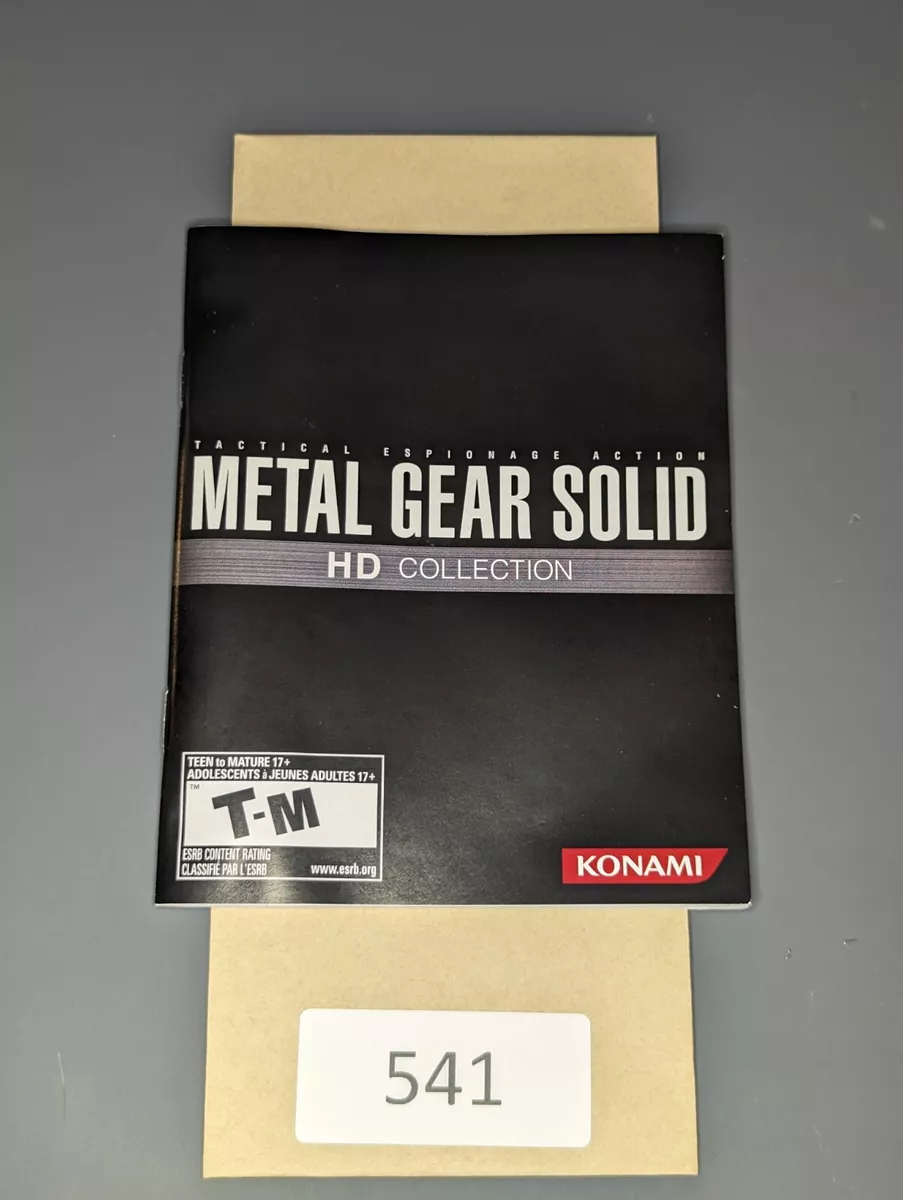 TACTICAL ESPIONAGE ACTION
METAL GEAR SOLID
HD COLLECTION
TEEN to MATURE 17+
ADOLESCENTS à JEUNES ADULTES 17+
TM
T-M
ESRB CONTENT RATING
CLASSIFIÉ PAR L'ESRB
www.esrb.org
KONAMI
541